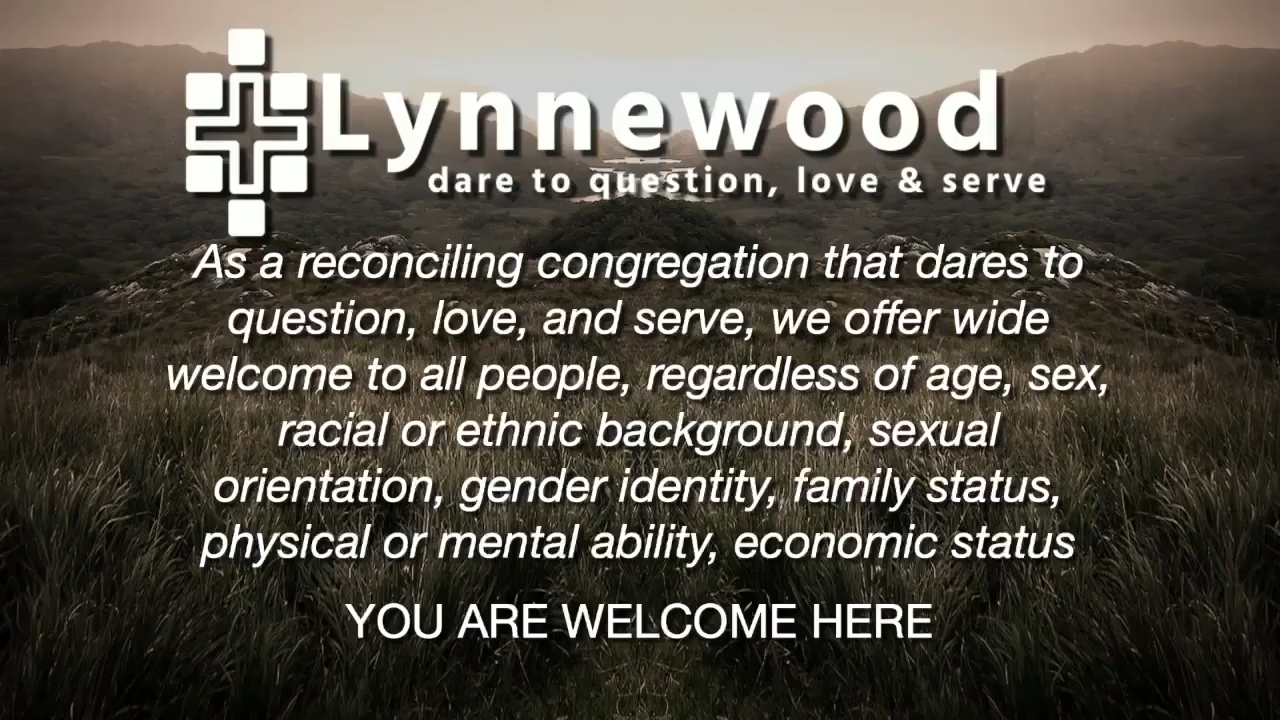 Lynnewood
dare to question, love & serve
As a reconciling congregation that dares to
question, love, and serve, we offer wide
welcome to all people, regardless of age, sex,
racial or ethnic background, sexual
orientation, gender identity, family status,
physical or mental ability, economic status
YOU ARE WELCOME HERE